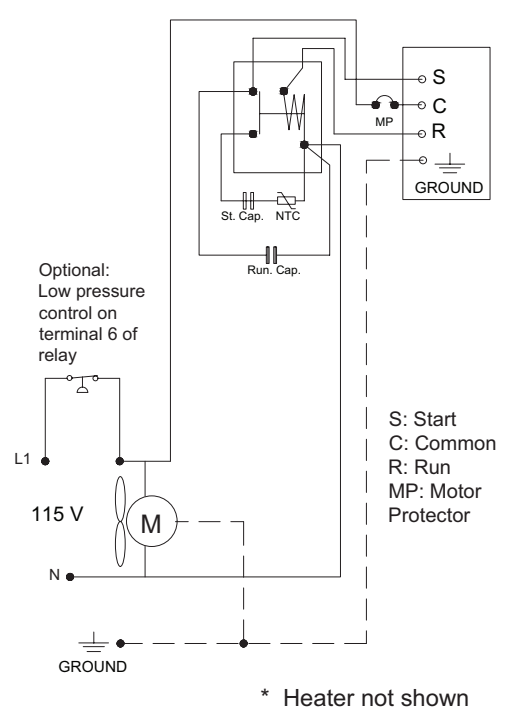 S
C
MP
R
GROUND
St. Cap.
NTC
Run. Cap.
Optional:
Low pressure
control on
terminal 6 of
relay
S: Start
C: Common
R: Run
MP: Motor
Protector
L1
115 V
M
N
GROUND
* Heater not shown